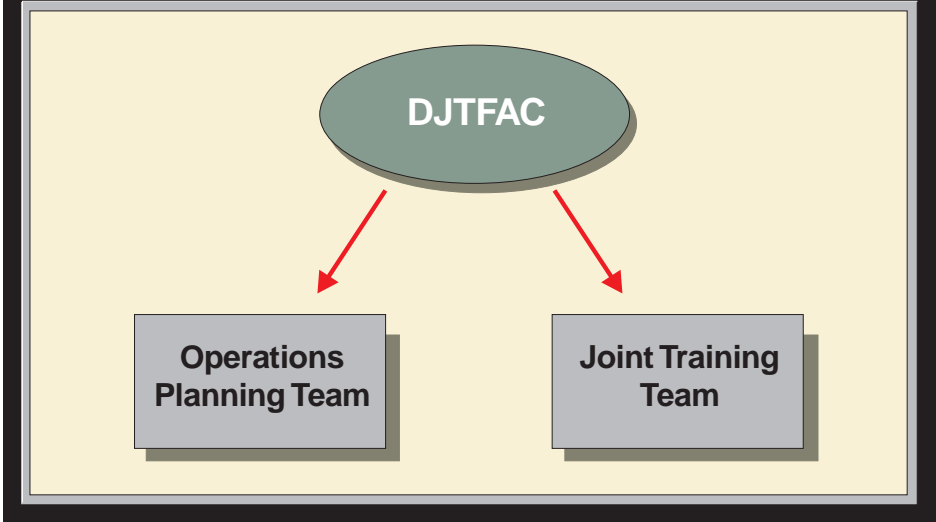 DJTFAC
Operations
Planning Team
Joint Training
Team